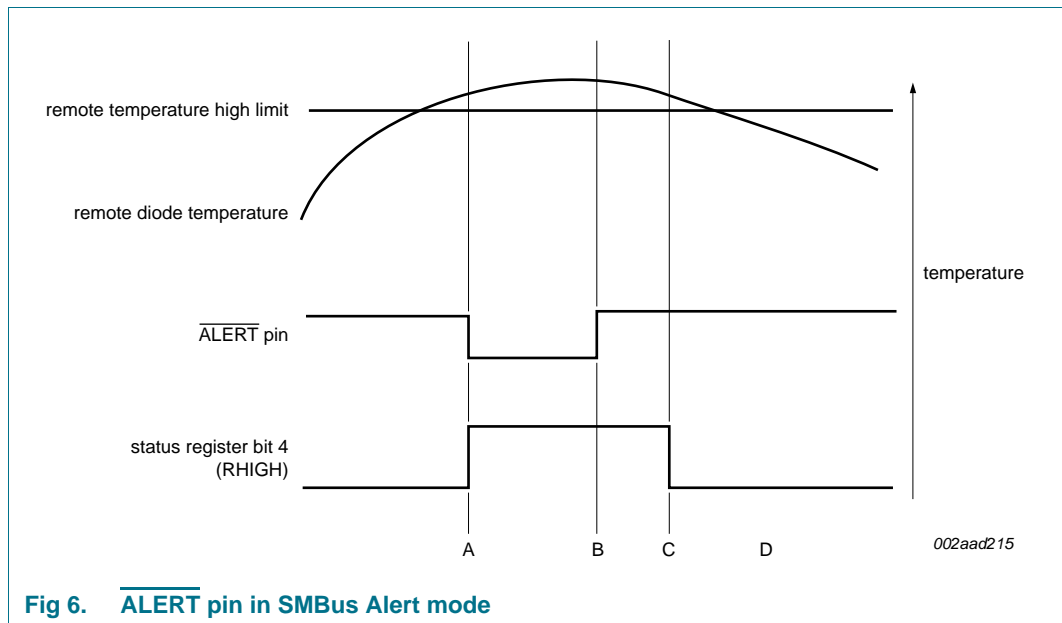 remote temperature high limit
remote diode temperature
temperature
ALERT pin
status register bit 4
(RHIGH)
A B C D
002aad215
Fig 6. ALERT pin in SMBus Alert mode